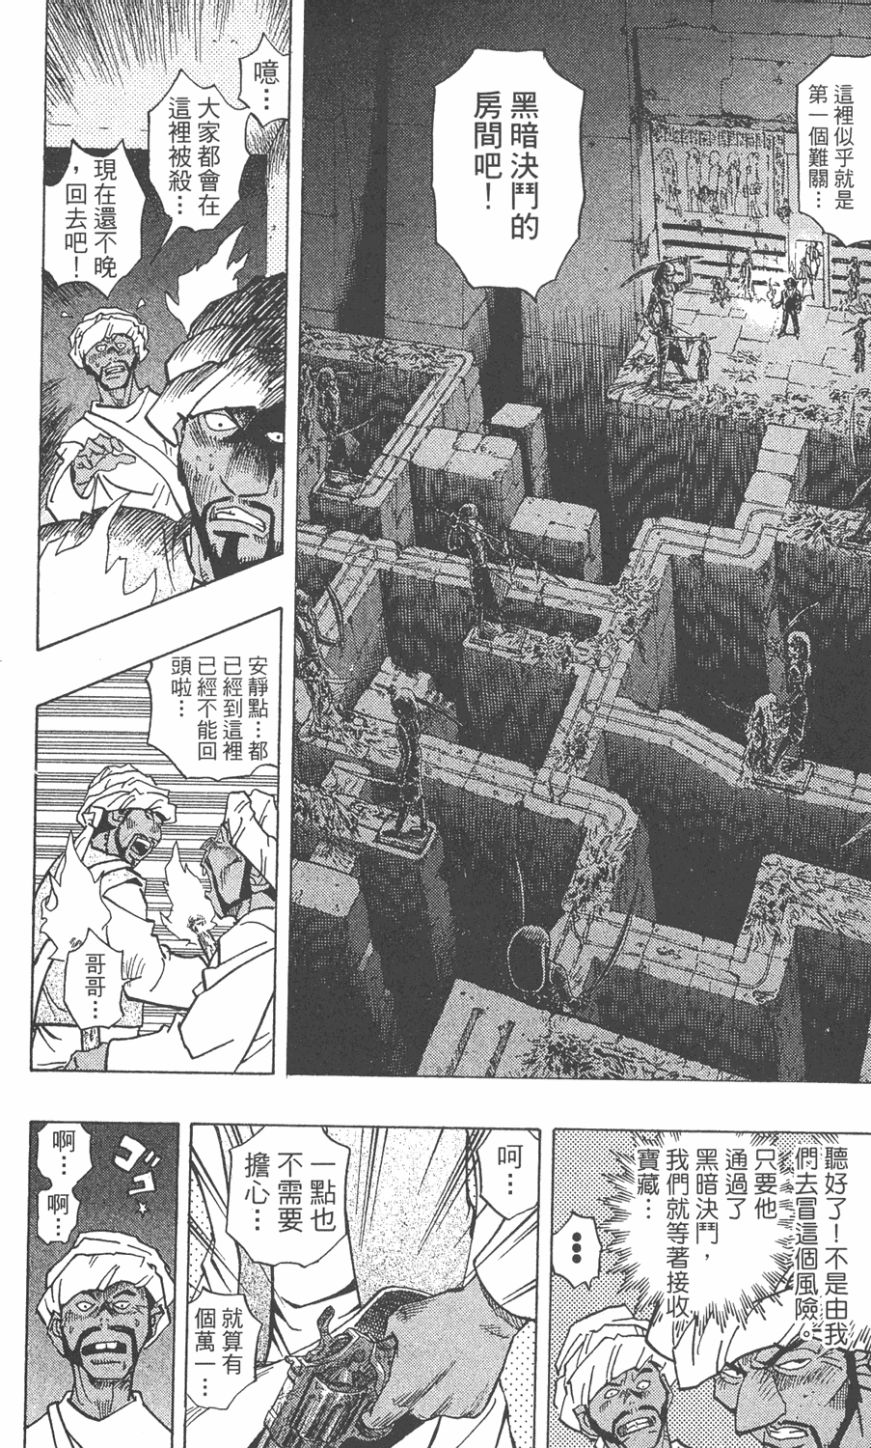 這裡似乎就是
第一個難關…
黑暗決鬥的
房間吧！
噫…
大家都會在
這裡被殺…
現在還不晚
，回去吧！
安靜點…都
已經到這裡
已經不能回
頭啦…
哥哥…
聽好了！不是由我
們去冒這個風險。
只要他
通過了
黑暗決鬥，
我們就等著接收
寶藏…
…
呵…
一點也
不需要
擔心…
就算有
個萬一…
ゴコッ
啊…
啊…